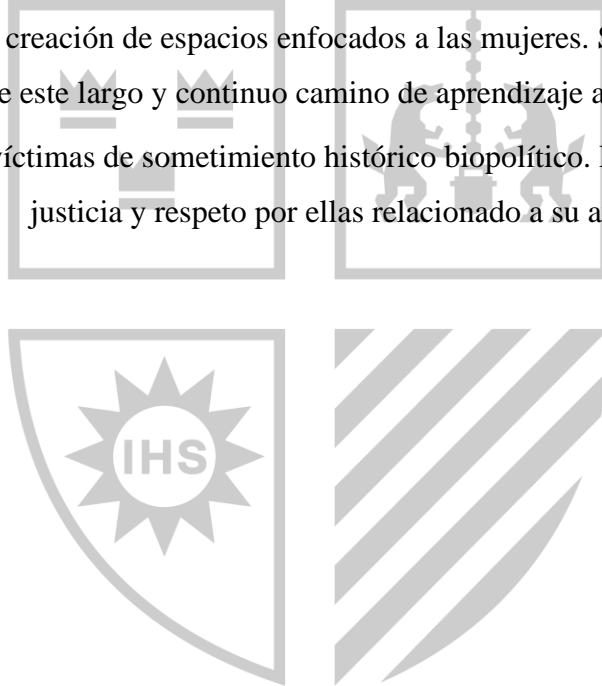 creación de espacios enfocados a las mujeres. S
e este largo y continuo camino de aprendizaje a
víctimas de sometimiento histórico biopolítico.
justicia y respeto por ellas relacionado a su a
IHS